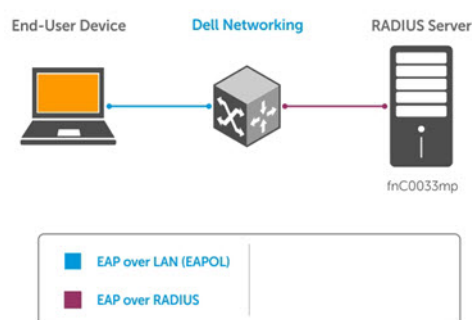 End-User Device
Dell Networking
RADIUS Server
fnC0033mp
EAP over LAN (EAPOL)
EAP over RADIUS